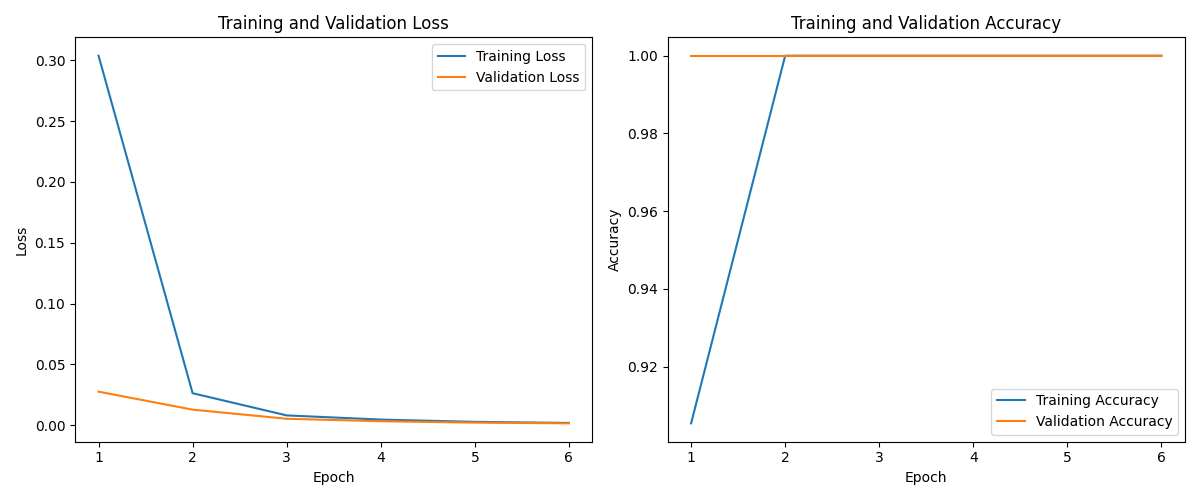 Training and Validation Loss
Training Loss
Validation Loss
0.30
0.25
0.20
0.15
0.10
0.05
0.00
Loss
1 2 3 4 5 6
Epoch
Training and Validation Accuracy
1.00
0.98
0.96
0.94
0.92
Accuracy
Training Accuracy
Validation Accuracy
1 2 3 4 5 6
Epoch